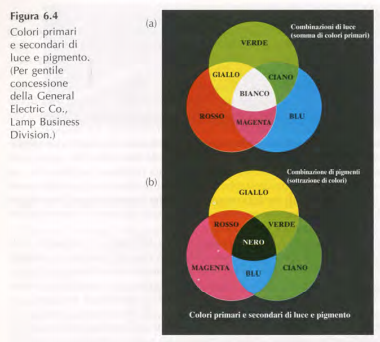 Figura 6.4
Colori primari
e secondari di
luce e pigmento.
(Per gentile
concessione
della General
Electric Co.,
Lamp Business
Division.)
(a)
Combinazioni di luce
(somma di colori primari)
VERDE
GIALLO
CIANO
BIANCO
ROSSO
MAGENTA
BLU
(b)
Combinazione di pigmenti
(sottrazione di colori)
GIALLO
ROSSO
VERDE
NERO
MAGENTA
BLU
CIANO
Colori primari e secondari di luce e pigmento